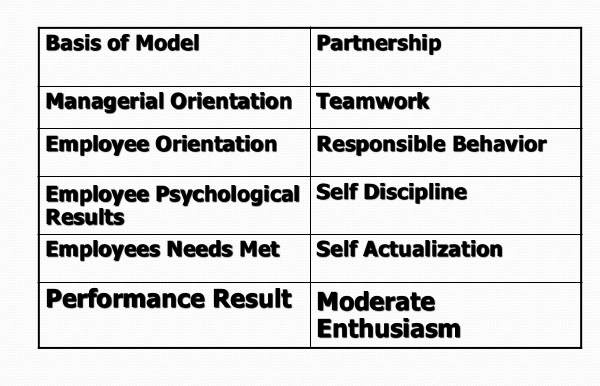 Basis of Model
Partnership
Managerial Orientation
Teamwork
Employee Orientation
Responsible Behavior
Employee Psychological
Results
Self Discipline
Employees Needs Met
Self Actualization
Performance Result
Moderate
Enthusiasm